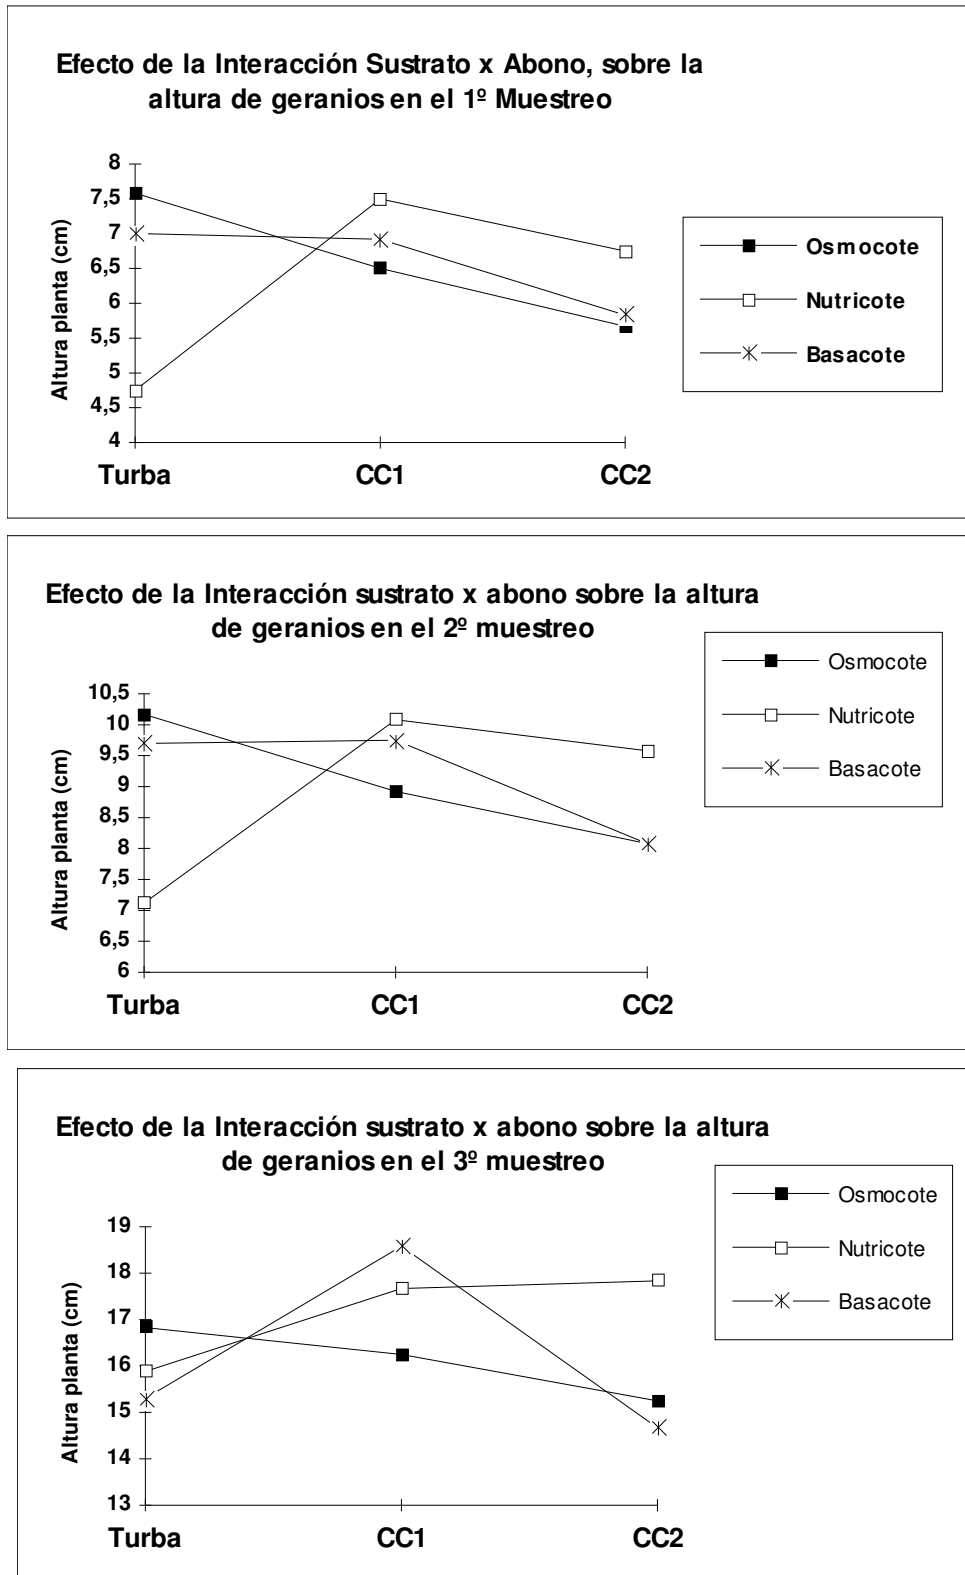 Efecto de la Interacción Sustrato x Abono, sobre la
altura de geranios en el 1º Muestreo
Altura planta (cm)
8
7,5
7
6,5
6
5,5
5
4,5
4
Turba
CC1
CC2
Osmocote
Nutricote
Basacote
Efecto de la Interacción sustrato x abono sobre la altura
de geranios en el 2º muestreo
Altura planta (cm)
10,5
10
9,5
9
8,5
8
7,5
7
6,5
6
Turba
CC1
CC2
Osmocote
Nutricote
Basacote
Efecto de la Interacción sustrato x abono sobre la altura
de geranios en el 3º muestreo
Altura planta (cm)
19
18
17
16
15
14
13
Turba
CC1
CC2
Osmocote
Nutricote
Basacote